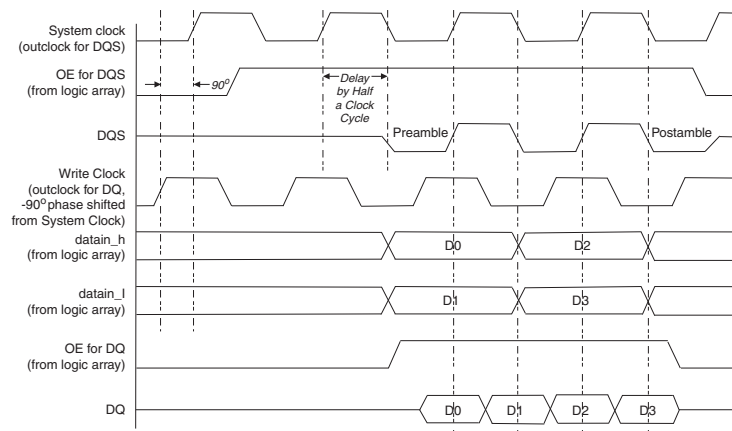 System clock
(outclock for DQS)
OE for DQS
(from logic array)
90°
Delay
by Half
a Clock
Cycle
DQS
Preamble
Postamble
Write Clock
(outclock for DQ,
-90° phase shifted
from System Clock)
datain_h
(from logic array)
D0
D2
datain_l
(from logic array)
D1
D3
OE for DQ
(from logic array)
DQ
D0
D1
D2
D3